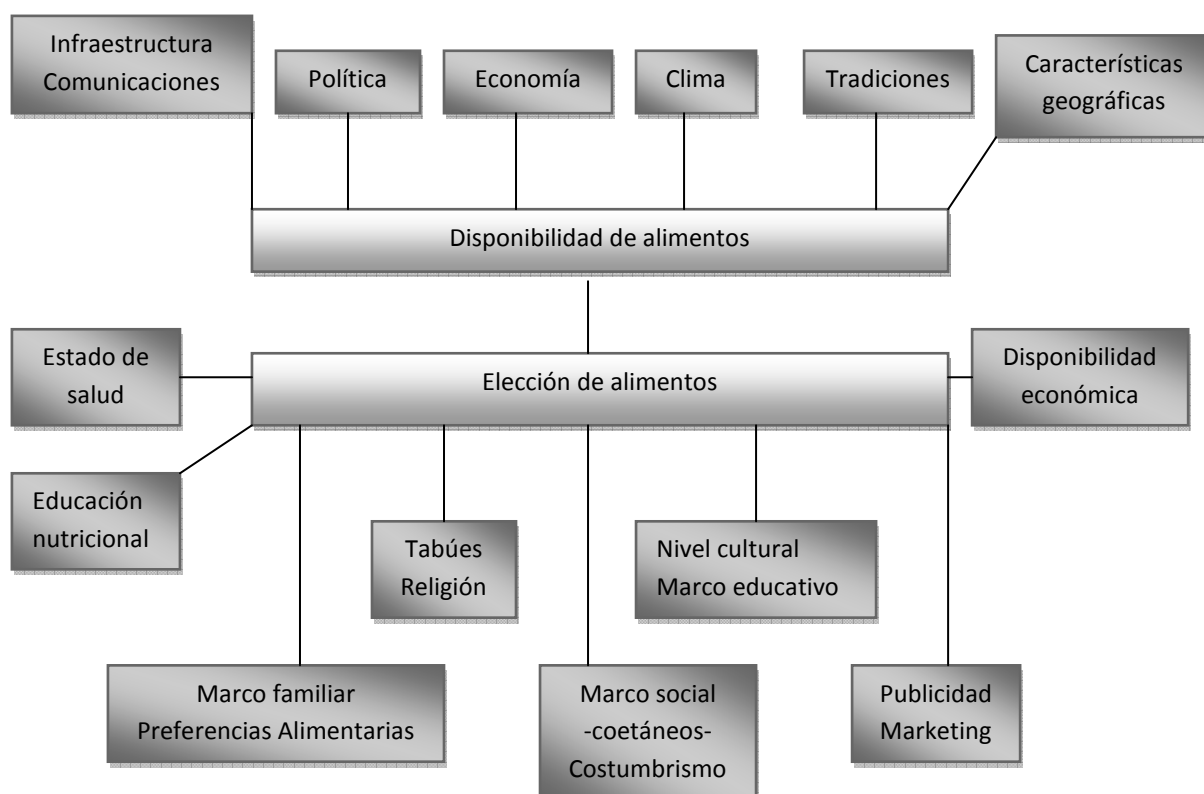 Infraestructura
Comunicaciones
Política
Economía
Clima
Tradiciones
Característísticas
geográficas
Disponibilidad de alimentos
Estado de
salud
Elección de alimentos
Disponibilidad
económica
Educación
nutricional
Tabúes
Religión
Nivel cultural
Marco educativo
Marco familiar
Preferencias Alimentarias
Marco social
-coetáneos-
Costumbrismo
Publicidad
Marketing